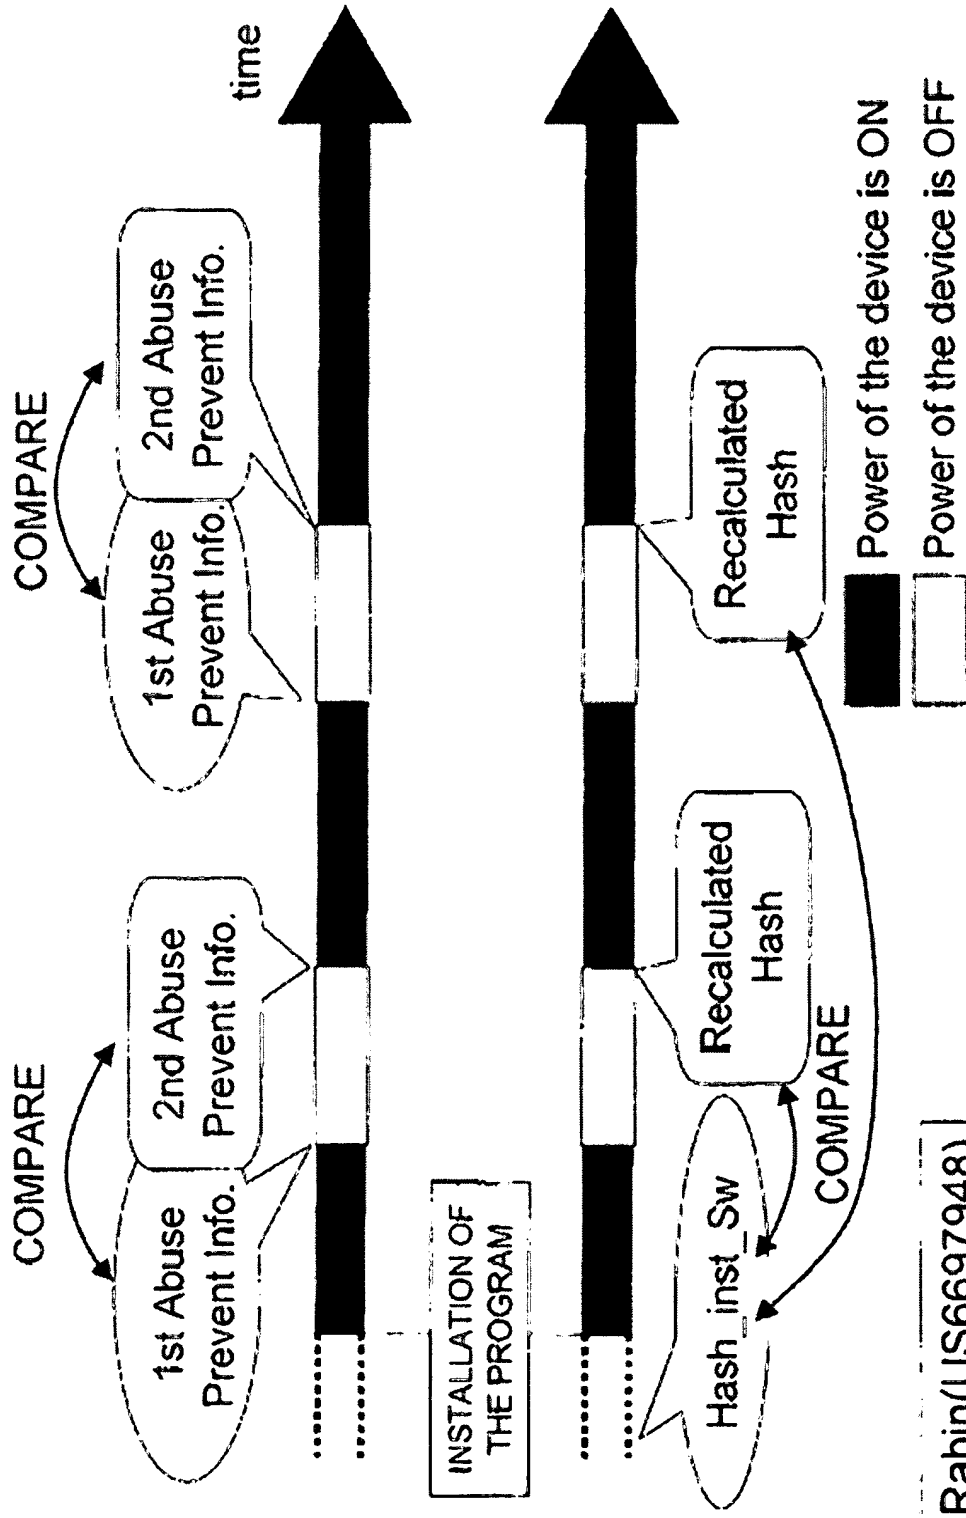 COMPARE
COMPARE
1st Abuse
Prevent Info.
2nd Abuse
Prevent Info.
1st Abuse
Prevent Info.
2nd Abuse
Prevent Info.
time
INSTALLATION OF
THE PROGRAM
Hash_inst_Sw
Recalculated
Hash
Recalculated
Hash
COMPARE
Power of the device is ON
Power of the device is OFF
Rabin(US6697948)